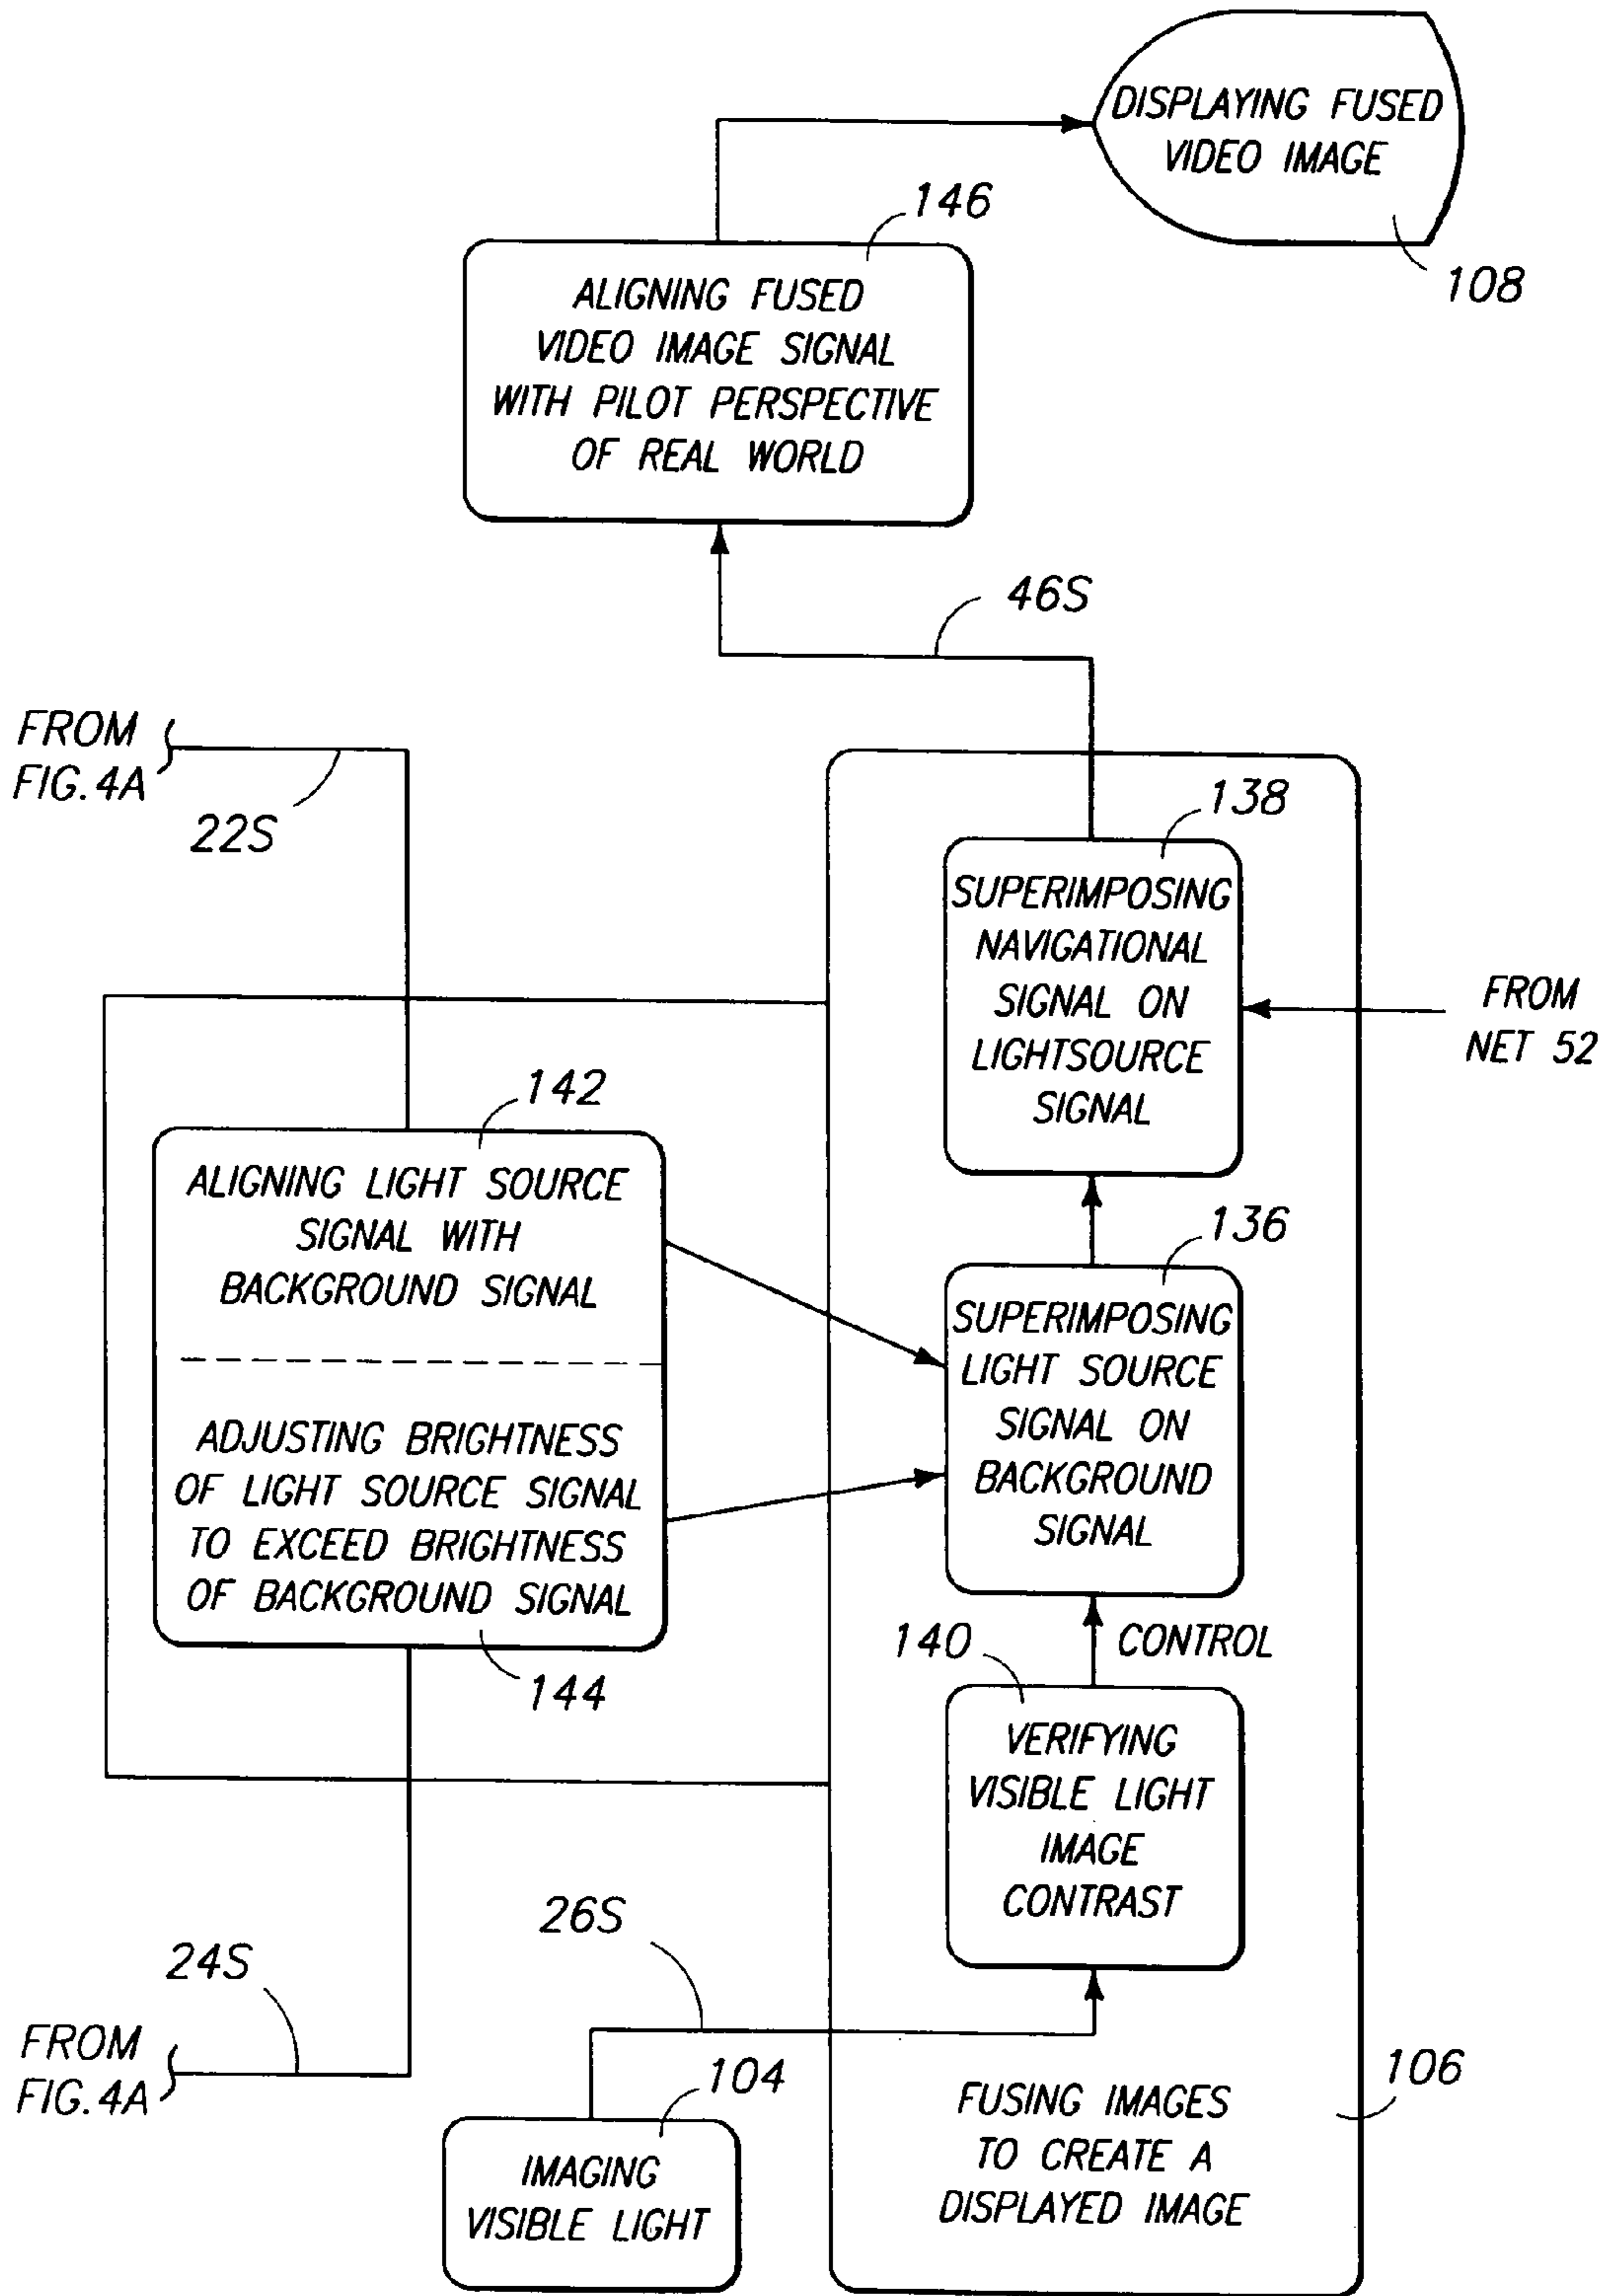 DISPLAYING FUSED
VIDEO IMAGE
108
146
ALIGNING FUSED
VIDEO IMAGE SIGNAL
WITH PILOT PERSPECTIVE
OF REAL WORLD
46S
FROM
FIG.4A
22S
138
SUPERIMPOSING
NAVIGATIONAL
SIGNAL ON
LIGHTSOURCE
SIGNAL
FROM
NET 52
142
ALIGNING LIGHT SOURCE
SIGNAL WITH
BACKGROUND SIGNAL
ADJUSTING BRIGHTNESS
OF LIGHT SOURCE SIGNAL
TO EXCEED BRIGHTNESS
OF BACKGROUND SIGNAL
144
136
SUPERIMPOSING
LIGHT SOURCE
SIGNAL ON
BACKGROUND
SIGNAL
140
CONTROL
VERIFYING
VISIBLE LIGHT
IMAGE
CONTRAST
26S
24S
FROM
FIG.4A
104
IMAGING
VISIBLE LIGHT
106
FUSING IMAGES
TO CREATE A
DISPLAYED IMAGE